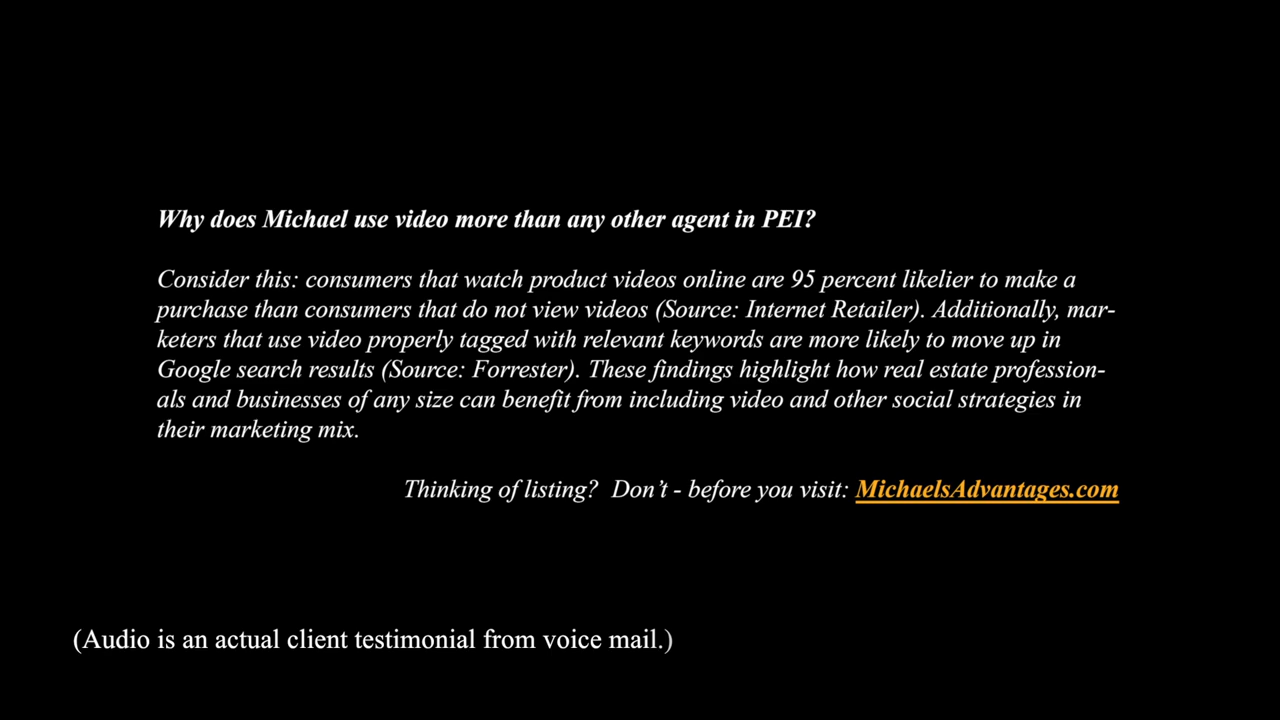 Why does Michael use video more than any other agent in PEI?
Consider this: consumers that watch product videos online are 95 percent likelier to make a
purchase than consumers that do not view videos (Source: Internet Retailer). Additionally, mar-
keters that use video properly tagged with relevant keywords are more likely to move up in
Google search results (Source: Forrester). These findings highlight how real estate profession-
als and businesses of any size can benefit from including video and other social strategies in
their marketing mix.
Thinking of listing?  Don’t - before you visit: MichaelsAdvantages.com
(Audio is an actual client testimonial from voice mail.)